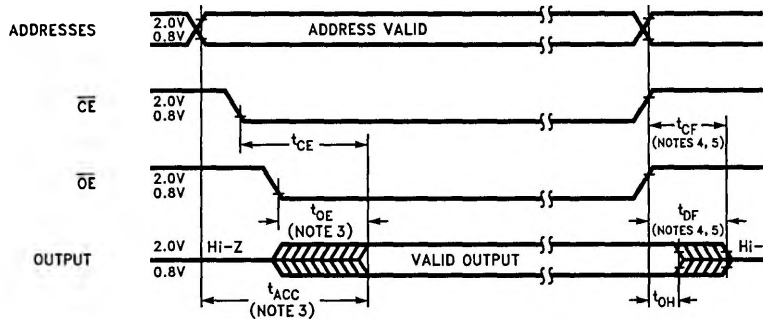 ADDRESSES
2.0V
0.8V
ADDRESS VALID
CE
2.0V
0.8V
tCE
tCF
(NOTES 4, 5)
OE
2.0V
0.8V
tOE
(NOTE 3)
tDF
(NOTES 4, 5)
OUTPUT
2.0V
Hi-Z
0.8V
VALID OUTPUT
Hi-
tACC
(NOTE 3)
tOH